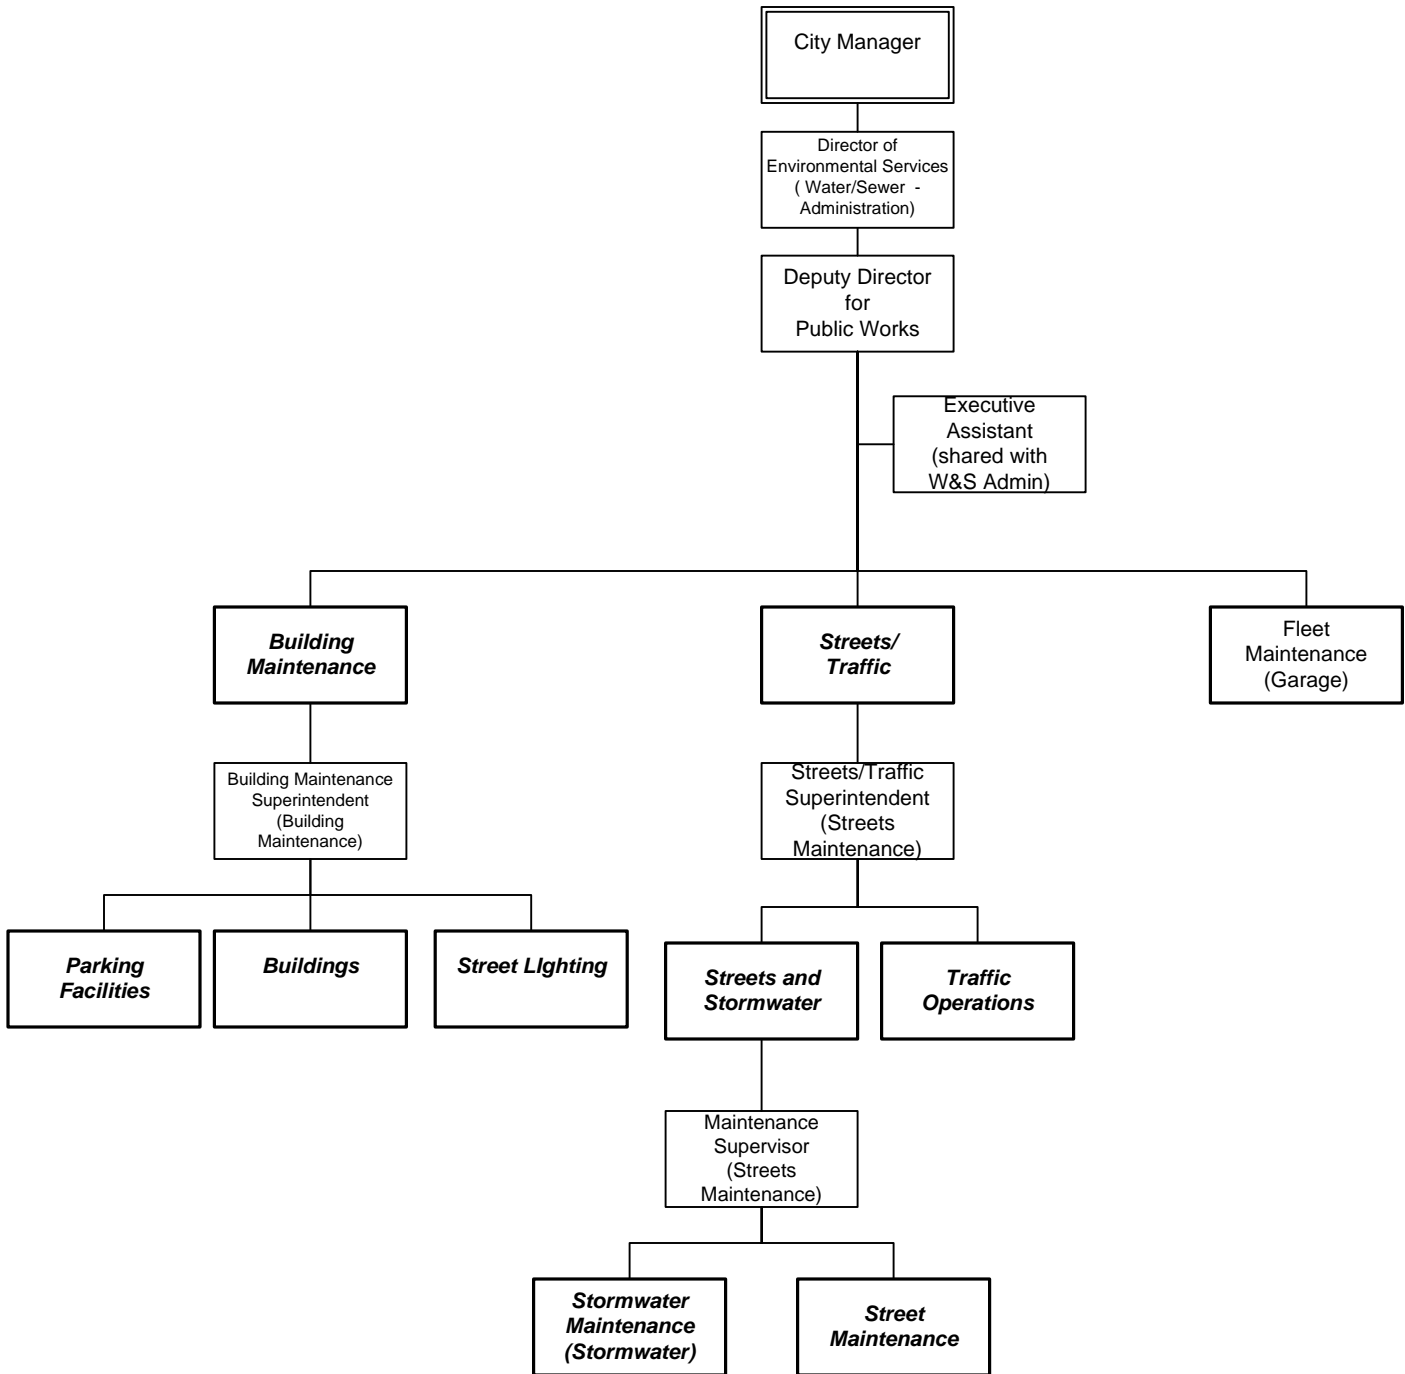 City Manager
Director of
Environmental Services
( Water/Sewer -
Administration)
Deputy Director
for
Public Works
Executive
Assistant
(shared with
W&S Admin)
Building
Maintenance
Streets/
Traffic
Fleet
Maintenance
(Garage)
Building Maintenance
Superintendent
(Building
Maintenance)
Streets/Traffic
Superintendent
(Streets
Maintenance)
Parking
Facilities
Buildings
Street LIghting
Streets and
Stormwater
Traffic
Operations
Maintenance
Supervisor
(Streets
Maintenance)
Stormwater
Maintenance
(Stormwater)
Street
Maintenance